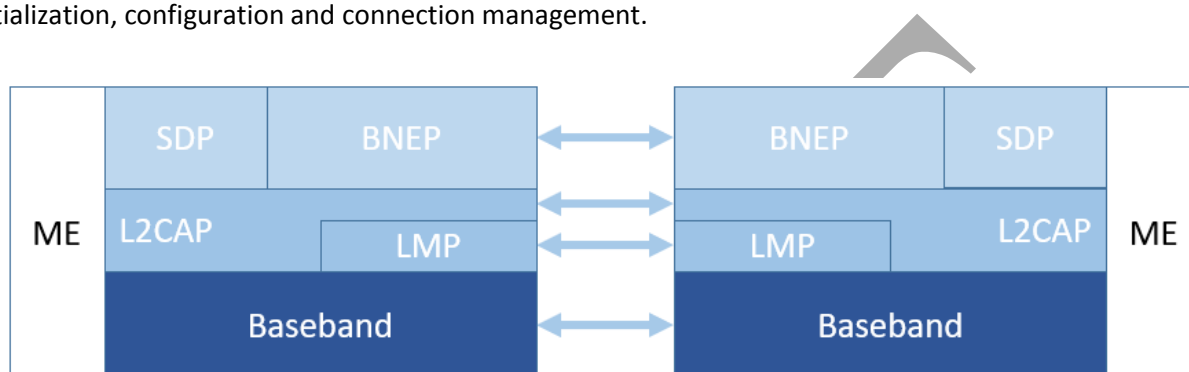 tialization, configuration and connection management.
SDP BNEP BNEP SDP
ME L2CAP LMP LMP L2CAP ME
Baseband Baseband